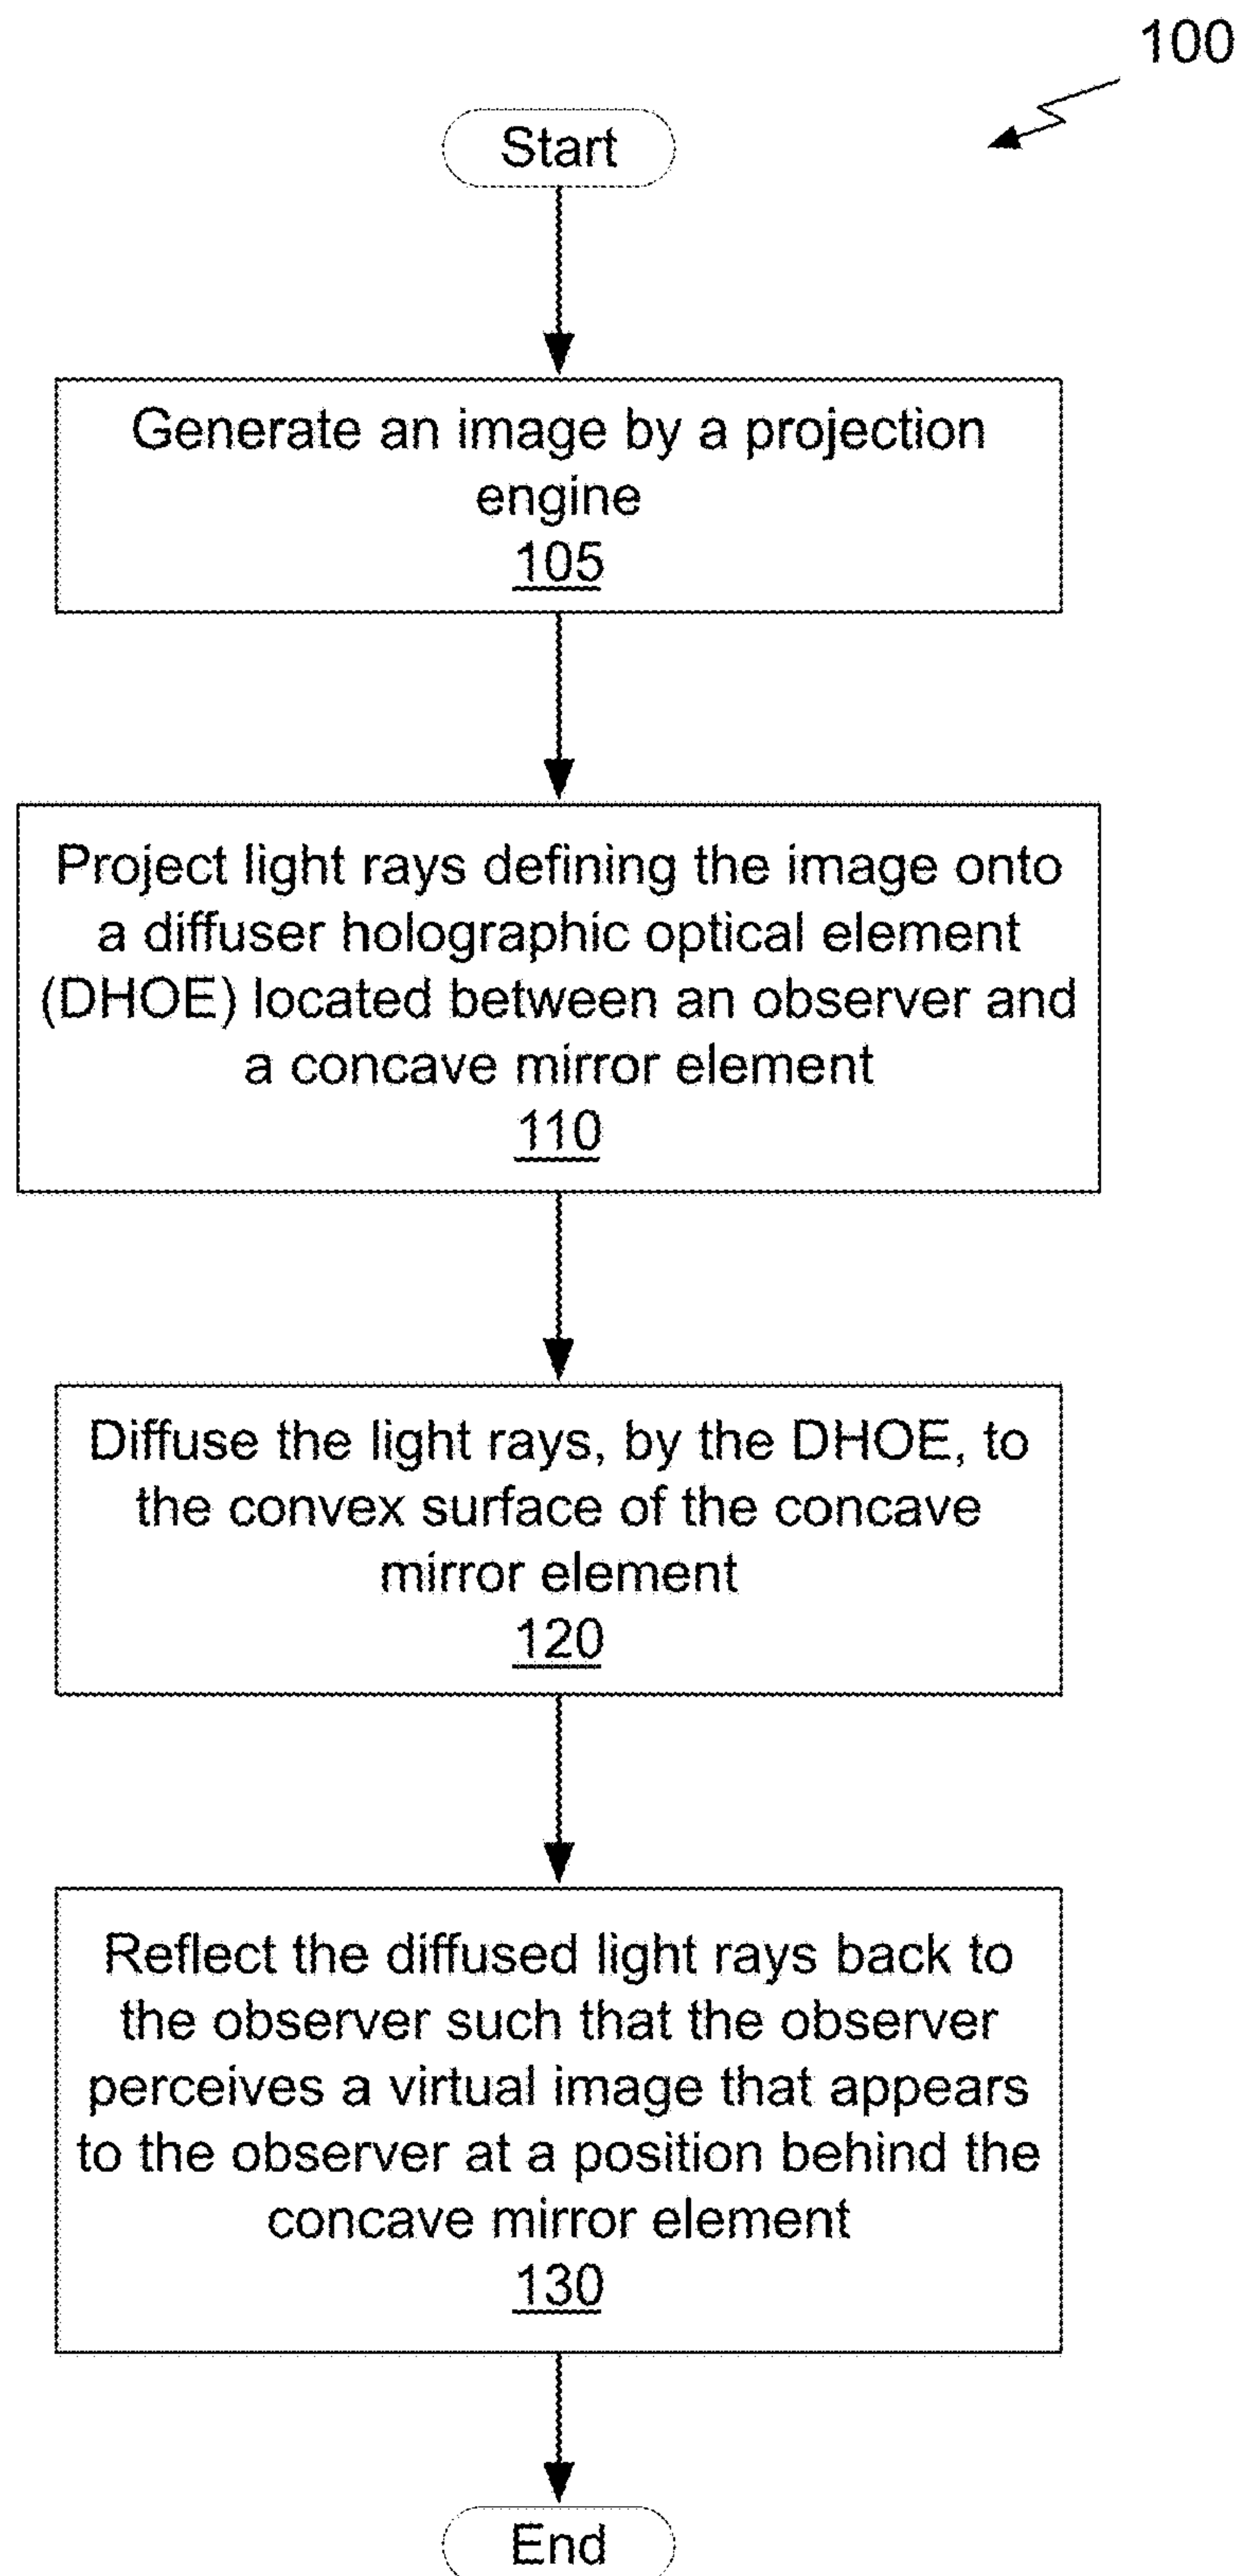 100
Start
Generate an image by a projection
engine
105
Project light rays defining the image onto
a diffuser holographic optical element
(DHOE) located between an observer and
a concave mirror element
110
Diffuse the light rays, by the DHOE, to
the convex surface of the concave
mirror element
120
Reflect the diffused light rays back to
the observer such that the observer
perceives a virtual image that appears
to the observer at a position behind the
concave mirror element
130
End